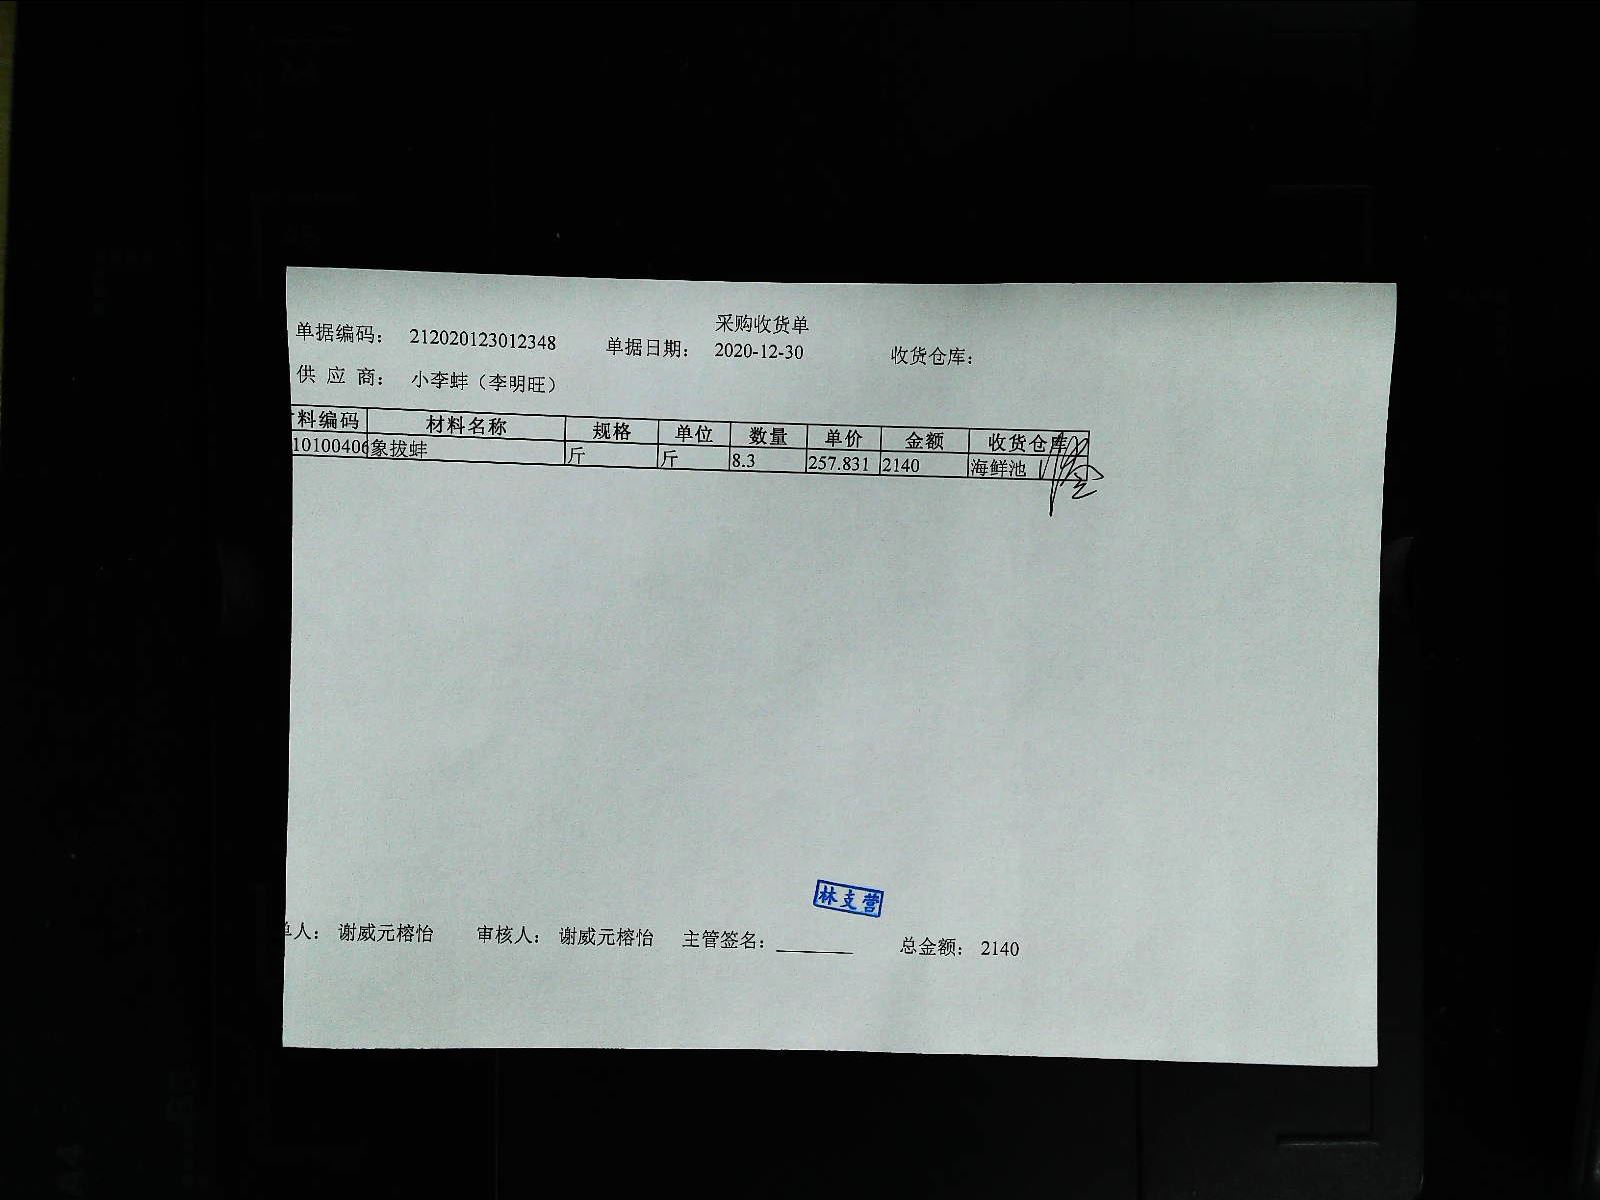 采购收货单
单据编码： 212020123012348 单据日期： 2020-12-30 收货仓库：
供 应 商： 小李蚌（李明旺）
料编码 材料名称 规格 单位 数量 单价 金额 收货仓库
10100406 象拔蚌 斤 斤 8.3 257.831 2140 海鲜池
林支营
单人： 谢威元榕怡 审核人： 谢威元榕怡 主管签名： 总金额： 2140